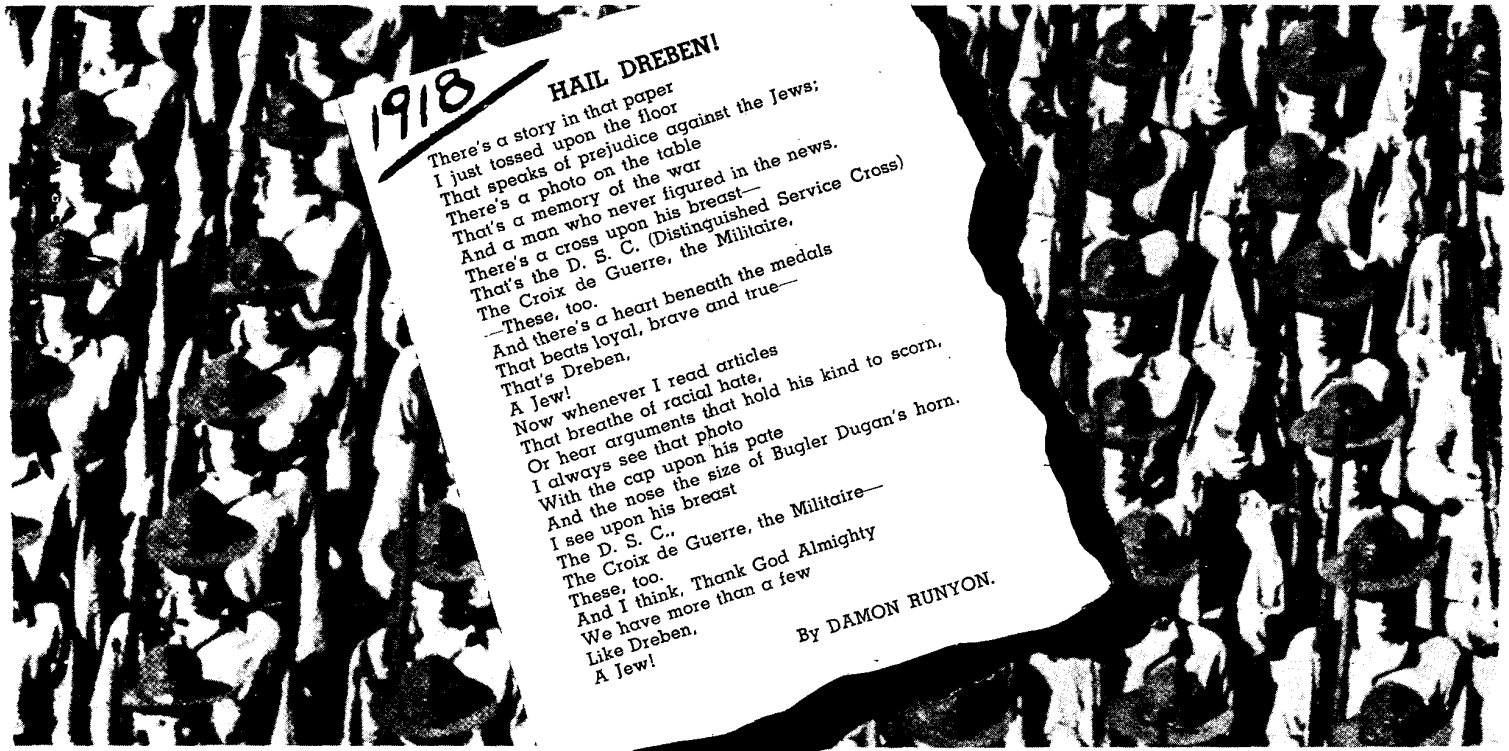 1918
HAIL DREBEN!
There's a story in that paper
I just tossed upon the floor
That speaks of prejudice against the Jews;
There's a photo on the table
That's a memory of the war
And a man who never figured in the news.
There's a cross upon his breast—
That's the D. S. C. (Distinguished Service Cross)
The Croix de Guerre, the Militaire,
—These, too.
And there's a heart beneath the medals
That beats loyal, brave and true—
That's Dreben,
A Jew!
Now whenever I read articles
That breathe of racial hate,
Or hear arguments that hold his kind to scorn,
I always see that photo
With the cap upon his pate
And the nose the size of Bugler Dugan's horn.
I see upon his breast
The D. S. C.,
The Croix de Guerre, the Militaire—
These, too.
And I think, Thank God Almighty
We have more than a few
Like Dreben,
A Jew!
By DAMON RUNYON.